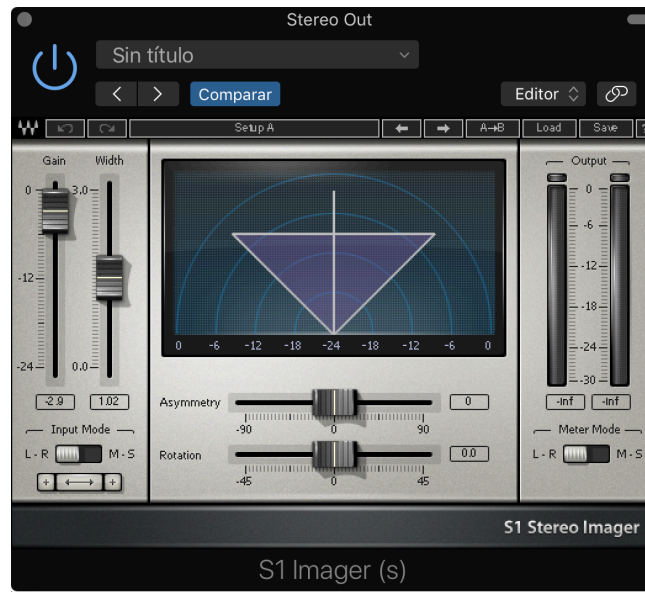 Stereo Out
Sin título
Comparar
Editor
Setup A
A→B
Load
Save
?
Gain Width
0 3.0
-12
-24 0.0
-2.9 1.02
Input Mode
L - R M - S
+ +
0 -6 -12 -18 -24 -18 -12 -6 0
Asymmetry 0
-90 0 90
Rotation 0.0
-45 0 45
Output
0
-6
-12
-18
-24
-30
-Inf -Inf
Meter Mode
L - R M - S
S1 Stereo Imager
S1 Imager (s)